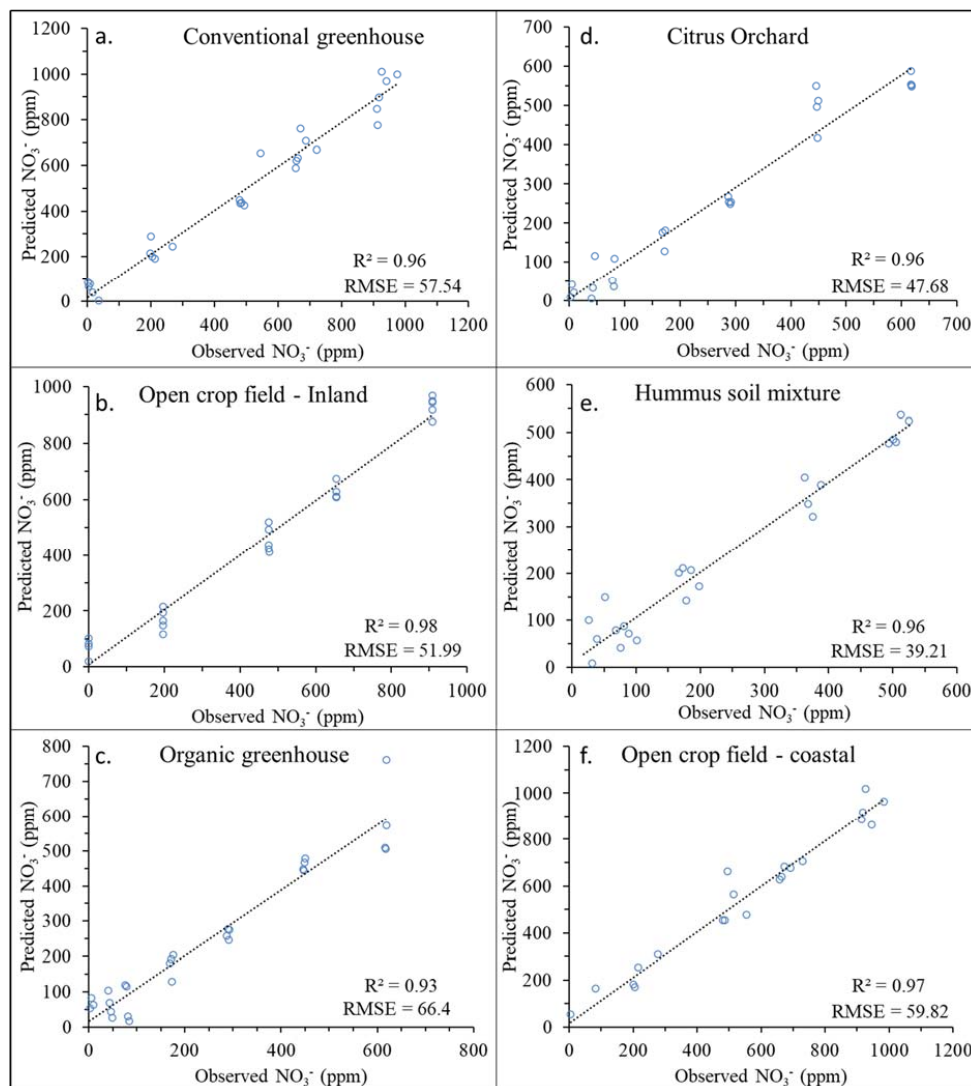 a. Conventional greenhouse
1200
1000
800
600
400
200
0
Predicted NO₃⁻ (ppm)
R² = 0.96
RMSE = 57.54
0 200 400 600 800 1000 1200
Observed NO₃⁻ (ppm)
d. Citrus Orchard
700
600
500
400
300
200
100
0
Predicted NO₃⁻ (ppm)
R² = 0.96
RMSE = 47.68
0 100 200 300 400 500 600 700
Observed NO₃⁻ (ppm)
b. Open crop field - Inland
1000
800
600
400
200
0
Predicted NO₃⁻ (ppm)
R² = 0.98
RMSE = 51.99
0 200 400 600 800 1000
Observed NO₃⁻ (ppm)
e. Hummus soil mixture
600
500
400
300
200
100
0
Predicted NO₃⁻ (ppm)
R² = 0.96
RMSE = 39.21
0 100 200 300 400 500 600
Observed NO₃⁻ (ppm)
c. Organic greenhouse
800
700
600
500
400
300
200
100
0
Predicted NO₃⁻ (ppm)
R² = 0.93
RMSE = 66.4
0 200 400 600 800
Observed NO₃⁻ (ppm)
f. Open crop field - coastal
1200
1000
800
600
400
200
0
Predicted NO₃⁻ (ppm)
R² = 0.97
RMSE = 59.82
0 200 400 600 800 1000 1200
Observed NO₃⁻ (ppm)